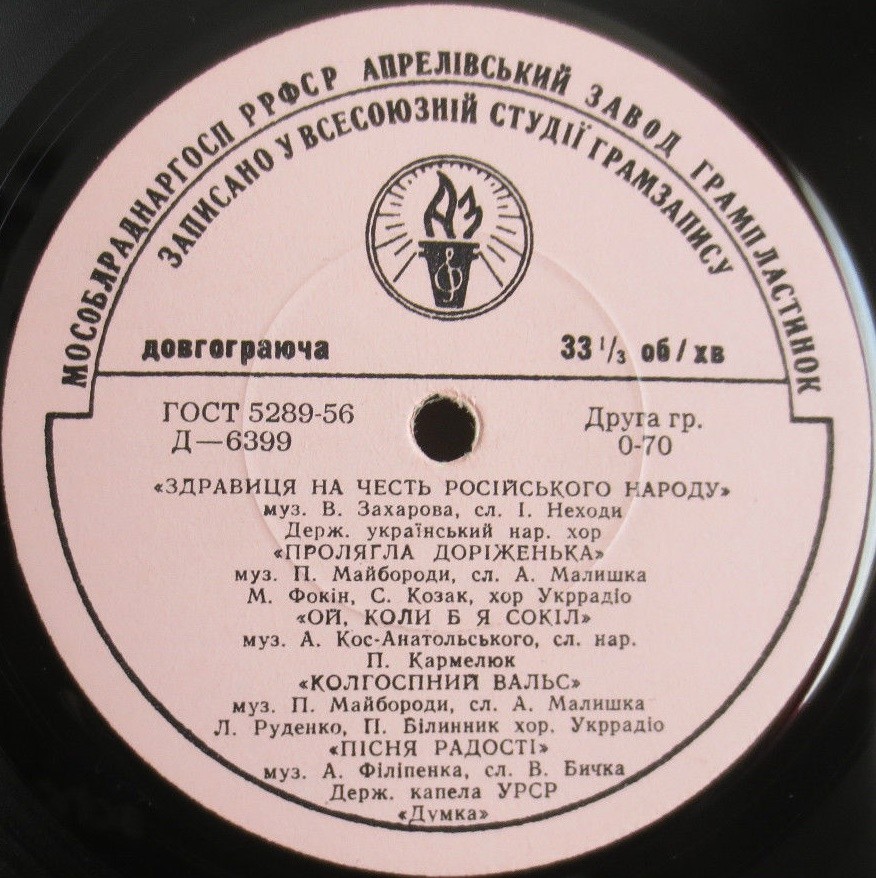 МОСОБЛРАДНАРГОСП РРФСР АПРЕЛІВСЬКИЙ ЗАВОД ГРАМПЛАСТИНОК
ЗАПИСАНО У ВСЕСОЮЗНІЙ СТУДІЇ ГРАМЗАПИСУ
АЗ
довгограюча 33 1/3 об/хв
ГОСТ 5289-56 Друга гр.
Д—6399 0-70
«ЗДРАВИЦЯ НА ЧЕСТЬ РОСІЙСЬКОГО НАРОДУ»
муз. В. Захарова, сл. І. Неходи
Держ. український нар. хор
«ПРОЛЯГЛА ДОРІЖЕНЬКА»
муз. П. Майбороди, сл. А. Малишка
М. Фокін, С. Козак, хор Укррадіо
«ОЙ, КОЛИ Б Я СОКІЛ»
муз. А. Кос-Анатольського, сл. нар.
П. Кармелюк
«КОЛГОСПНИЙ ВАЛЬС»
муз. П. Майбороди, сл. А. Малишка
Л. Руденко, П. Білинник хор. Укррадіо
«ПІСНЯ РАДОСТІ»
муз. А. Філіпенка, сл. В. Бичка
Держ. капела УРСР
«Думка»